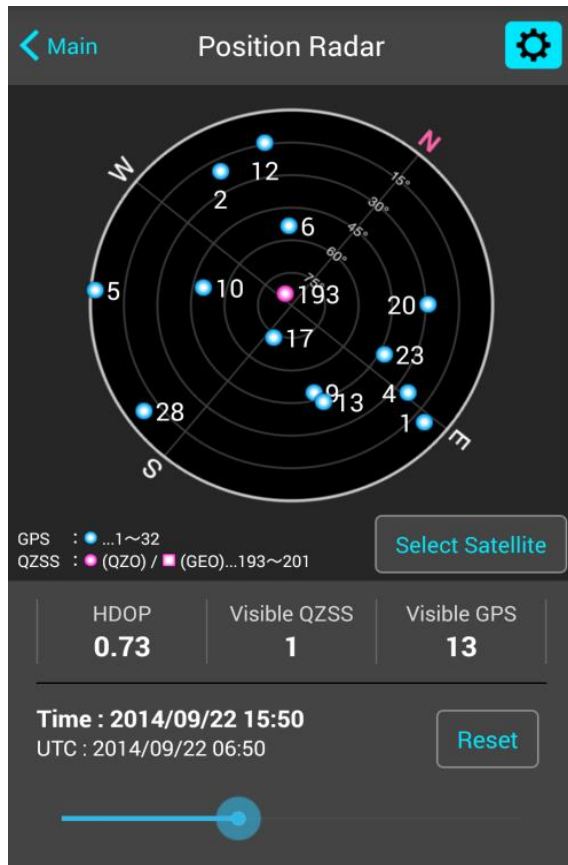 Main
Position Radar
N
W
12
15°
2
30°
45°
6
60°
5
10
75°
193
20
17
23
9
4
13
28
1
E
S
GPS : ...1～32
QZSS : (QZO) / (GEO)...193～201
Select Satellite
HDOP
Visible QZSS
Visible GPS
0.73
1
13
Time : 2014/09/22 15:50
UTC : 2014/09/22 06:50
Reset